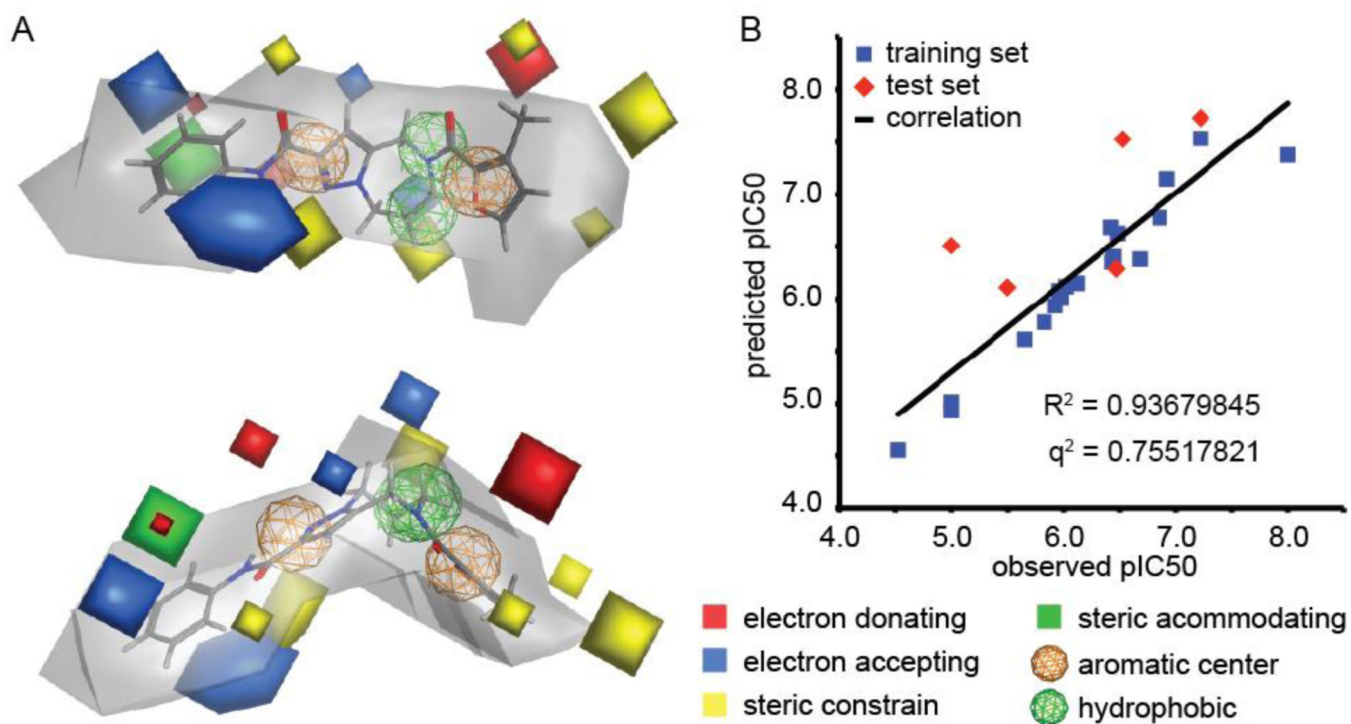 A
B
training set
test set
correlation
8.0
7.0
6.0
5.0
4.0
predicted pIC50
R² = 0.93679845
q² = 0.75517821
4.0 5.0 6.0 7.0 8.0
observed pIC50
electron donating
electron accepting
steric constrain
steric acommodating
aromatic center
hydrophobic